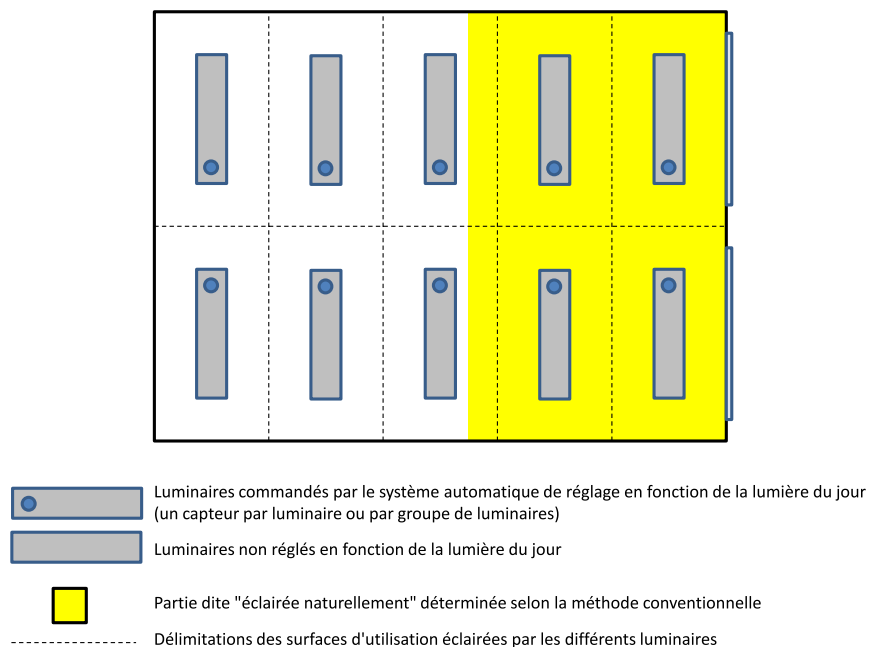 Luminaires commandés par le système automatique de réglage en fonction de la lumière du jour
(un capteur par luminaire ou par groupe de luminaires)
Luminaires non réglés en fonction de la lumière du jour
Partie dite "éclairée naturellement" déterminée selon la méthode conventionnelle
Délimitations des surfaces d'utilisation éclairées par les différents luminaires